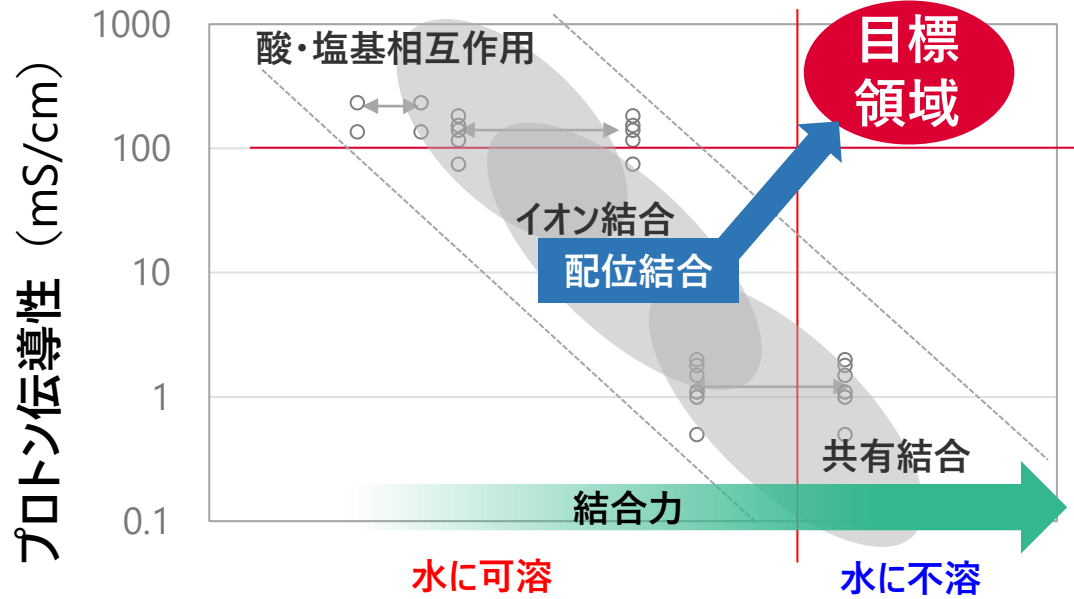 プロトン伝導性（mS/cm）
1000
100
10
1
0.1
酸・塩基相互作用
目標
領域
イオン結合
配位結合
共有結合
結合力
水に可溶
水に不溶